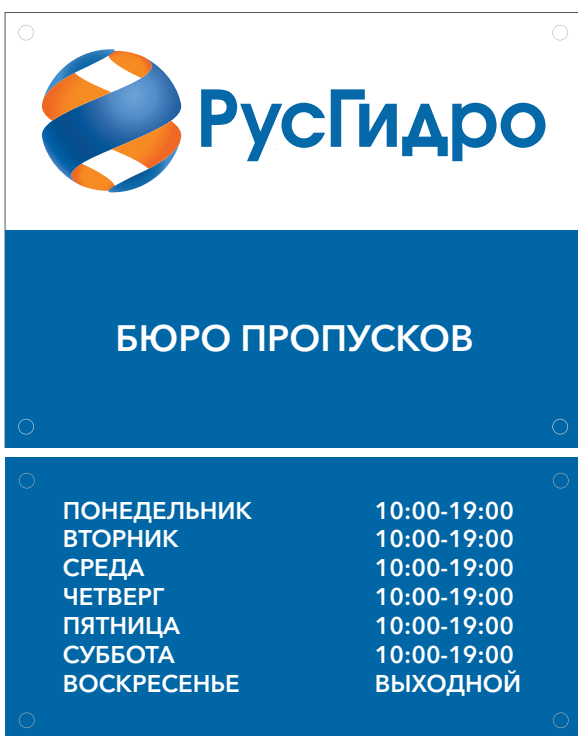 РусГидро
БЮРО ПРОПУСКОВ
ПОНЕДЕЛЬНИК 10:00-19:00
ВТОРНИК 10:00-19:00
СРЕДА 10:00-19:00
ЧЕТВЕРГ 10:00-19:00
ПЯТНИЦА 10:00-19:00
СУББОТА 10:00-19:00
ВОСКРЕСЕНЬЕ ВЫХОДНОЙ